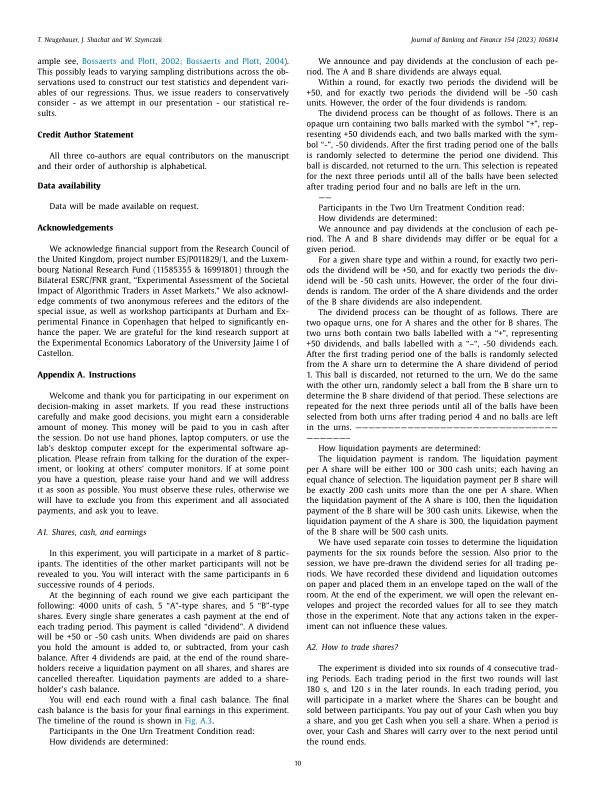 T. Neugebauer, J. Shachat and W. Szymczak
Journal of Banking and Finance 154 (2023) 106814
ample see, Bossaerts and Plott, 2002; Bossaerts and Plott, 2004).
This possibly leads to varying sampling distributions across the ob-
servations used to construct our test statistics and dependent vari-
ables of our regressions. Thus, we issue readers to conservatively
consider - as we attempt in our presentation - our statistical re-
sults.
Credit Author Statement
All three co-authors are equal contributors on the manuscript
and their order of authorship is alphabetical.
Data availability
Data will be made available on request.
Acknowledgements
We acknowledge financial support from the Research Council of
the United Kingdom, project number ES/P011829/1, and the Luxem-
bourg National Research Fund (11585355 & 16991801) through the
Bilateral ESRC/FNR grant, "Experimental Assessment of the Societal
Impact of Algorithmic Traders in Asset Markets." We also acknowl-
edge comments of two anonymous referees and the editors of the
special issue, as well as workshop participants at Durham and Ex-
perimental Finance in Copenhagen that helped to significantly en-
hance the paper. We are grateful for the kind research support at
the Experimental Economics Laboratory of the University Jaime I of
Castellon.
Appendix A. Instructions
Welcome and thank you for participating in our experiment on
decision-making in asset markets. If you read these instructions
carefully and make good decisions, you might earn a considerable
amount of money. This money will be paid to you in cash after
the session. Do not use hand phones, laptop computers, or use the
lab's desktop computer except for the experimental software ap-
plication. Please refrain from talking for the duration of the exper-
iment, or looking at others' computer monitors. If at some point
you have a question, please raise your hand and we will address
it as soon as possible. You must observe these rules, otherwise we
will have to exclude you from this experiment and all associated
payments, and ask you to leave.
A1. Shares, cash, and earnings
In this experiment, you will participate in a market of 8 partic-
ipants. The identities of the other market participants will not be
revealed to you. You will interact with the same participants in 6
successive rounds of 4 periods.
At the beginning of each round we give each participant the
following: 4000 units of cash, 5 "A"-type shares, and 5 "B"-type
shares. Every single share generates a cash payment at the end of
each trading period. This payment is called "dividend". A dividend
will be +50 or -50 cash units. When dividends are paid on shares
you hold the amount is added to, or subtracted, from your cash
balance. After 4 dividends are paid, at the end of the round share-
holders receive a liquidation payment on all shares, and shares are
cancelled thereafter. Liquidation payments are added to a share-
holder's cash balance.
You will end each round with a final cash balance. The final
cash balance is the basis for your final earnings in this experiment.
The timeline of the round is shown in Fig. A.3.
Participants in the One Urn Treatment Condition read:
How dividends are determined:
We announce and pay dividends at the conclusion of each pe-
riod. The A and B share dividends are always equal.
Within a round, for exactly two periods the dividend will be
+50, and for exactly two periods the dividend will be -50 cash
units. However, the order of the four dividends is random.
The dividend process can be thought of as follows. There is an
opaque urn containing two balls marked with the symbol "+", rep-
resenting +50 dividends each, and two balls marked with the sym-
bol "-", -50 dividends. After the first trading period one of the balls
is randomly selected to determine the period one dividend. This
ball is discarded, not returned to the urn. This selection is repeated
for the next three periods until all of the balls have been selected
after trading period four and no balls are left in the urn.
——
Participants in the Two Urn Treatment Condition read:
How dividends are determined:
We announce and pay dividends at the conclusion of each pe-
riod. The A and B share dividends may differ or be equal for a
given period.
For a given share type and within a round, for exactly two peri-
ods the dividend will be +50, and for exactly two periods the div-
idend will be -50 cash units. However, the order of the four divi-
dends is random. The order of the A share dividends and the order
of the B share dividends are also independent.
The dividend process can be thought of as follows. There are
two opaque urns, one for A shares and the other for B shares. The
two urns both contain two balls labelled with a "+", representing
+50 dividends, and balls labelled with a "–", -50 dividends each.
After the first trading period one of the balls is randomly selected
from the A share urn to determine the A share dividend of period
1. This ball is discarded, not returned to the urn. We do the same
with the other urn, randomly select a ball from the B share urn to
determine the B share dividend of that period. These selections are
repeated for the next three periods until all of the balls have been
selected from both urns after trading period 4 and no balls are left
in the urns. ————————————————————
——————–
How liquidation payments are determined:
The liquidation payment is random. The liquidation payment
per A share will be either 100 or 300 cash units; each having an
equal chance of selection. The liquidation payment per B share will
be exactly 200 cash units more than the one per A share. When
the liquidation payment of the A share is 100, then the liquidation
payment of the B share will be 300 cash units. Likewise, when the
liquidation payment of the A share is 300, the liquidation payment
of the B share will be 500 cash units.
We have used separate coin tosses to determine the liquidation
payments for the six rounds before the session. Also prior to the
session, we have pre-drawn the dividend series for all trading pe-
riods. We have recorded these dividend and liquidation outcomes
on paper and placed them in an envelope taped on the wall of the
room. At the end of the experiment, we will open the relevant en-
velopes and project the recorded values for all to see they match
those in the experiment. Note that any actions taken in the exper-
iment can not influence these values.
A2. How to trade shares?
The experiment is divided into six rounds of 4 consecutive trad-
ing Periods. Each trading period in the first two rounds will last
180 s, and 120 s in the later rounds. In each trading period, you
will participate in a market where the Shares can be bought and
sold between participants. You pay out of your Cash when you buy
a share, and you get Cash when you sell a share. When a period is
over, your Cash and Shares will carry over to the next period until
the round ends.
10